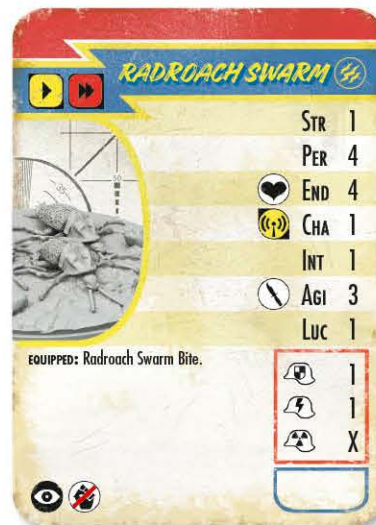 RADROACH SWARM
STR 1
PER 4
END 4
CHA 1
INT 1
AGI 3
LUC 1
EQUIPPED: Radroach Swarm Bite.
1
1
X